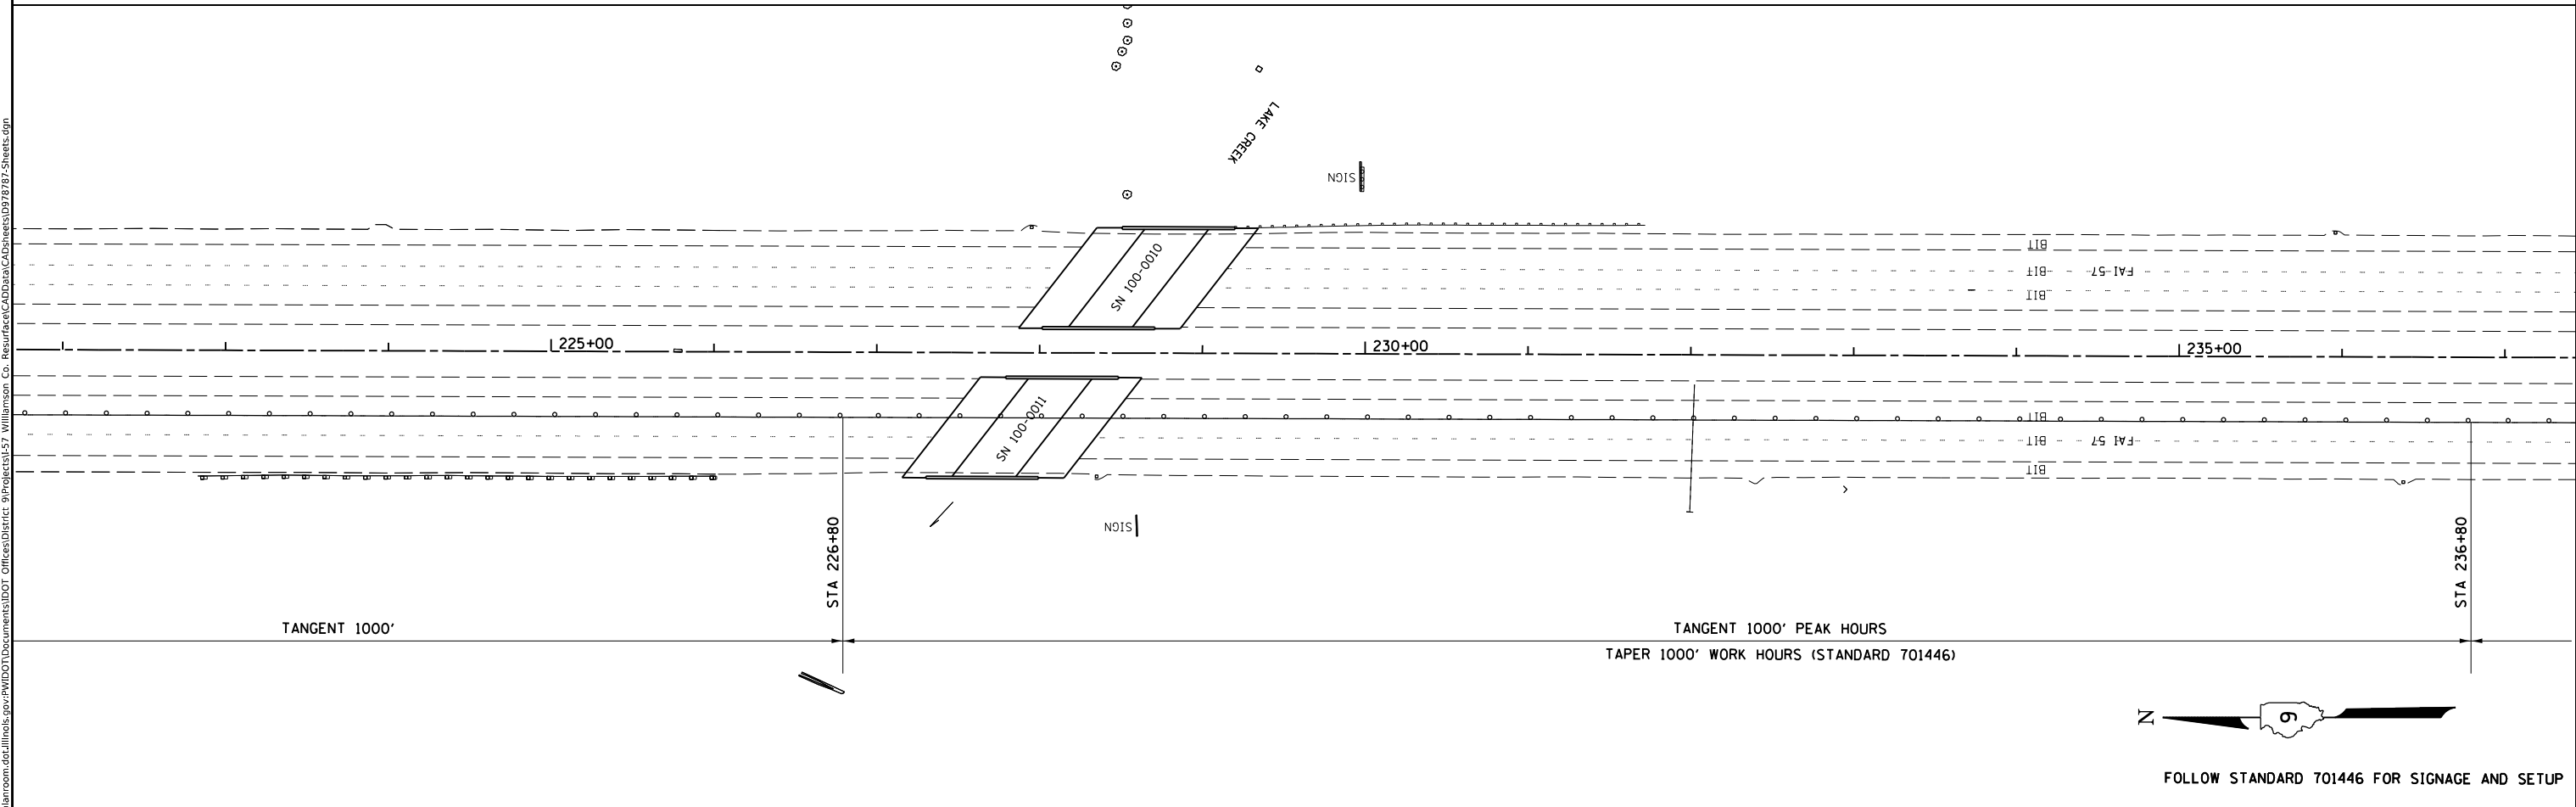 LAKE CREEK
SIGN
SN 100-0010
BIT
BIT FAI 57
BIT
225+00
230+00
235+00
SN 100-0011
BIT
BIT FAI 57
BIT
SIGN
STA 226+80
STA 236+80
TANGENT 1000'
TANGENT 1000' PEAK HOURS
TAPER 1000' WORK HOURS (STANDARD 701446)
N
9
FOLLOW STANDARD 701446 FOR SIGNAGE AND SETUP
lanroom.dot.illinois.gov:PWIDOT\Documents\IDOT Offices\District 9\Projects\I-57 Williamson Co. Resurface\CADData\CADsheets\D978787-Sheets.dgn